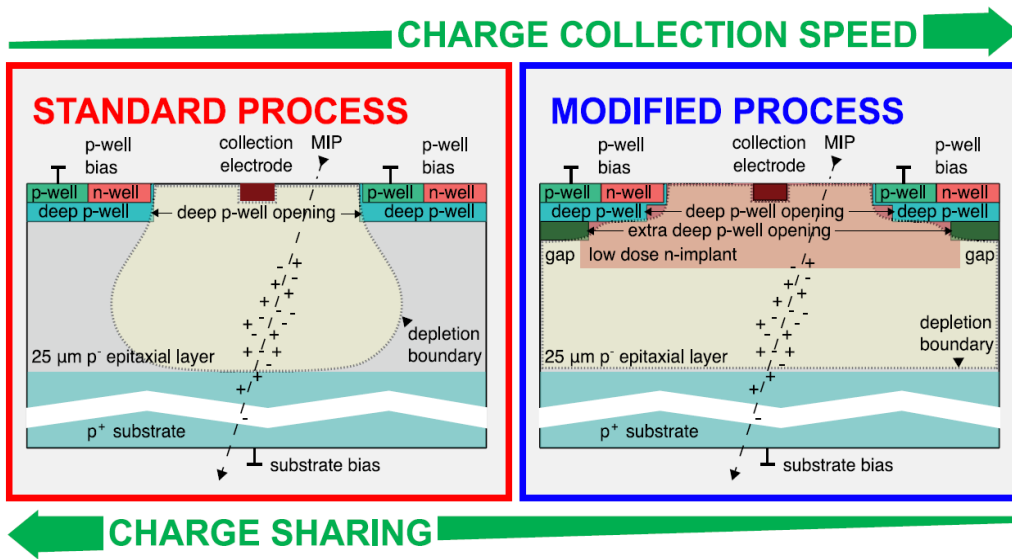 CHARGE COLLECTION SPEED
STANDARD PROCESS
p-well
bias
collection
electrode
MIP
p-well
bias
p-well
n-well
p-well
n-well
deep p-well
deep p-well opening
deep p-well
+
-
depletion
boundary
25 µm p⁻ epitaxial layer
p⁺ substrate
substrate bias
MODIFIED PROCESS
p-well
bias
collection
electrode
MIP
p-well
bias
p-well
n-well
p-well
n-well
deep p-well
deep p-well opening
deep p-well
extra deep p-well opening
gap
low dose n-implant
gap
+
-
depletion
boundary
25 µm p⁻ epitaxial layer
p⁺ substrate
substrate bias
CHARGE SHARING